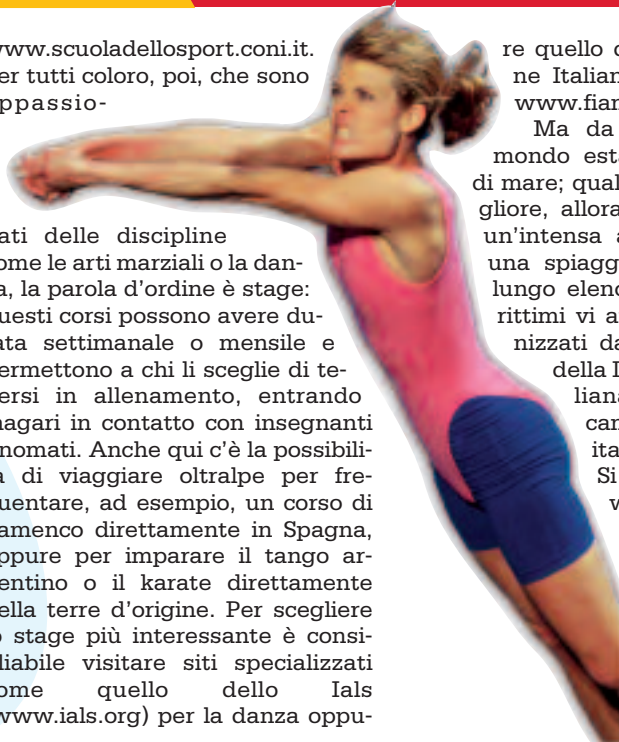 www.scuoladellosport.coni.it.
er tutti coloro, poi, che sono
ppassio-
ati delle discipline
ome le arti marziali o la dan-
a, la parola d'ordine è stage:
uesti corsi possono avere du-
ata settimanale o mensile e
ermettono a chi li sceglie di te-
ersi in allenamento, entrando
agari in contatto con insegnanti
nomati. Anche qui c'è la possibili-
à di viaggiare oltralpe per fre-
uentare, ad esempio, un corso di
amenco direttamente in Spagna,
ppure per imparare il tango ar-
entino o il karate direttamente
ella terre d'origine. Per scegliere
o stage più interessante è consi-
liabile visitare siti specializzati
ome quello dello Ials
www.ials.org) per la danza oppu-
re quello d
ne Italian
www.fian
Ma da
mondo esta
di mare; qual
gliore, allora
un'intensa a
una spiagg
lungo elenc
rittimi vi a
nizzati da
della I
liana
can
ita
Si